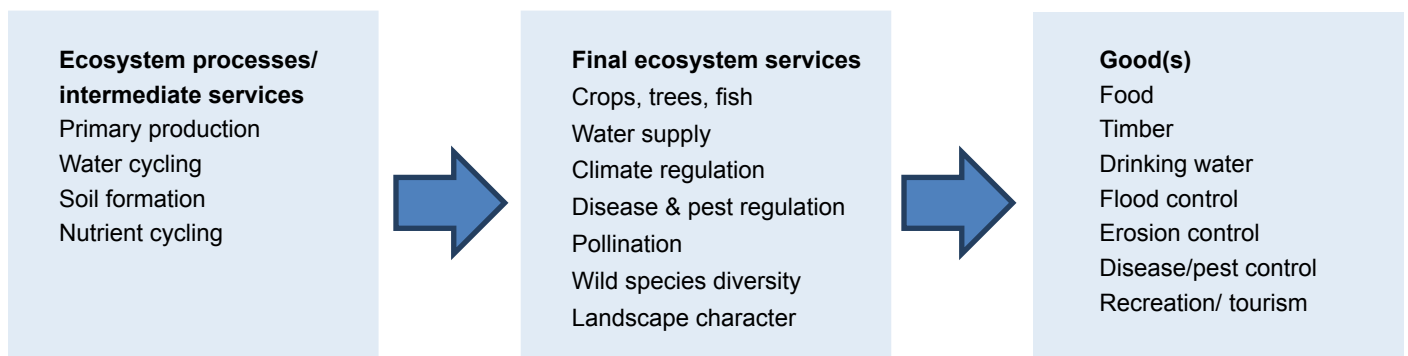 Ecosystem processes/
intermediate services
Primary production
Water cycling
Soil formation
Nutrient cycling
Final ecosystem services
Crops, trees, fish
Water supply
Climate regulation
Disease & pest regulation
Pollination
Wild species diversity
Landscape character
Good(s)
Food
Timber
Drinking water
Flood control
Erosion control
Disease/pest control
Recreation/ tourism